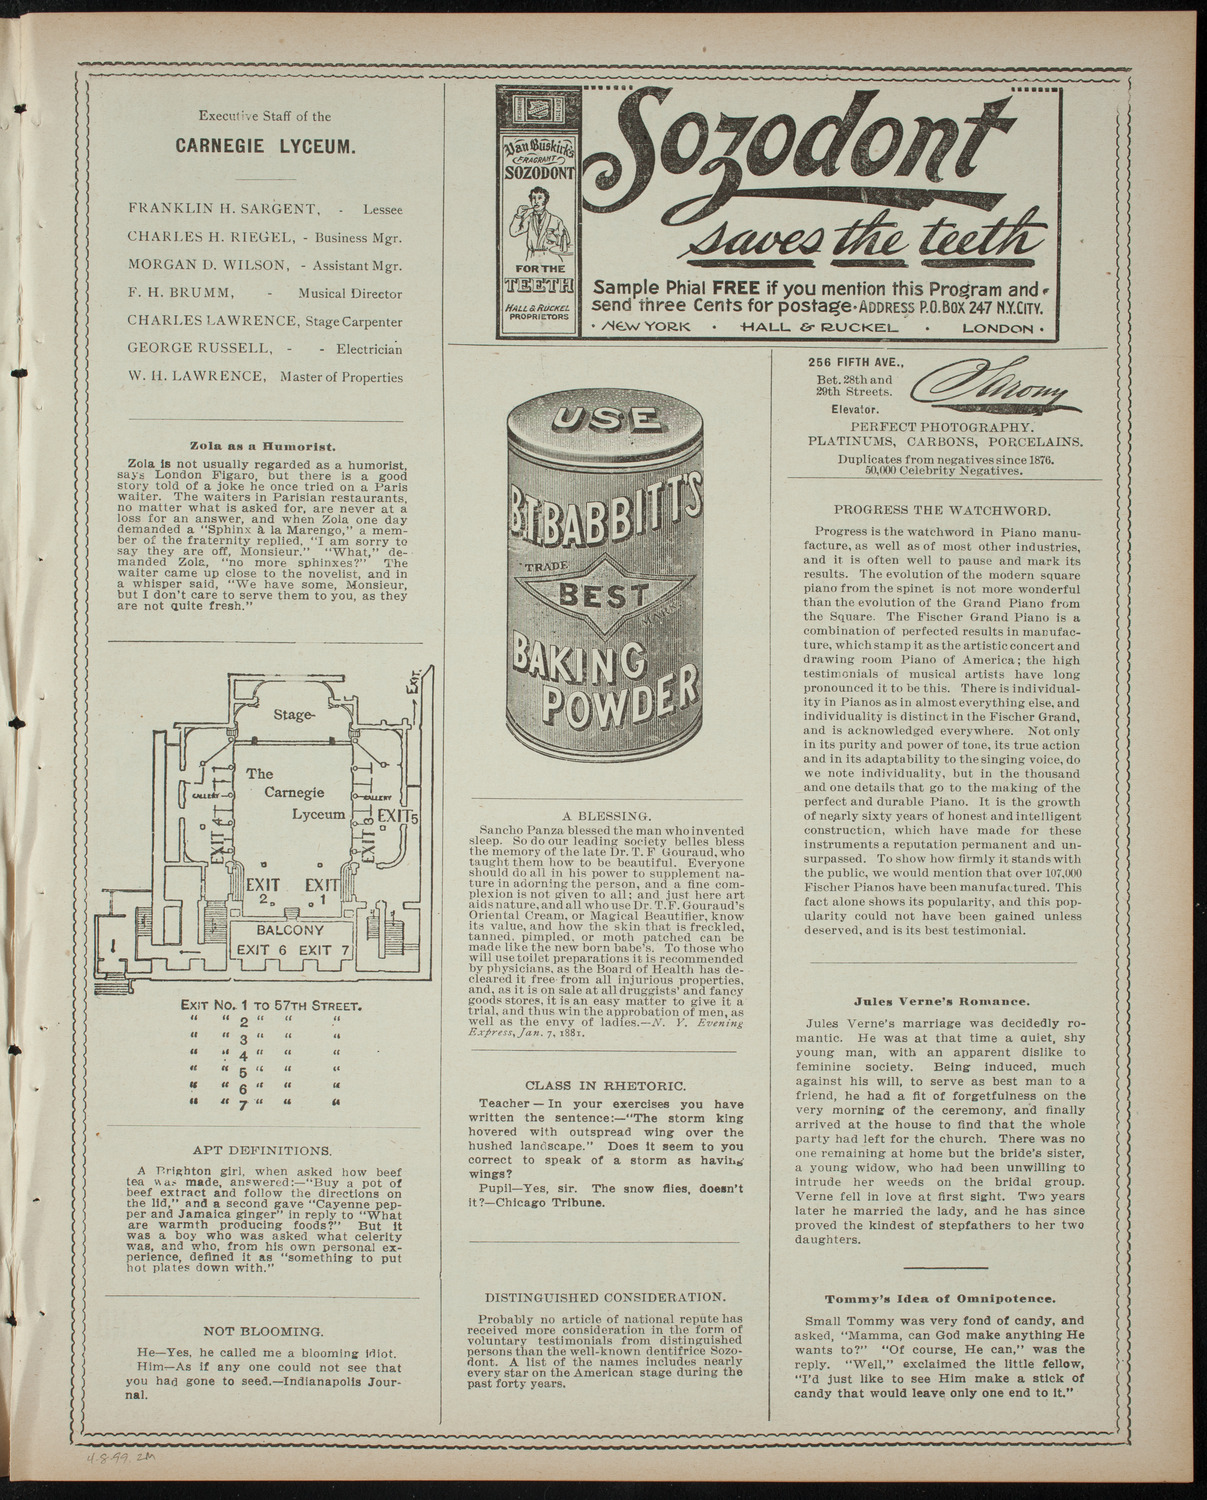 Executive Staff of the
CARNEGIE LYCEUM.
FRANKLIN H. SARGENT, - Lessee
CHARLES H. RIEGEL, - Business Mgr.
MORGAN D. WILSON, - Assistant Mgr.
F. H. BRUMM, - Musical Director
CHARLES LAWRENCE, Stage Carpenter
GEORGE RUSSELL, - - Electrician
W. H. LAWRENCE, Master of Properties
Zola as a Humorist.
Zola is not usually regarded as a humorist,
says London Figaro, but there is a good
story told of a joke he once tried on a Paris
waiter. The waiters in Parisian restaurants,
no matter what is asked for, are never at a
loss for an answer, and when Zola one day
demanded a "Sphinx à la Marengo," a mem-
ber of the fraternity replied, "I am sorry to
say they are off, Monsieur." "What," de-
manded Zola, "no more sphinxes?" The
waiter came up close to the novelist, and in
a whisper said, "We have some, Monsieur,
but I don't care to serve them to you, as they
are not quite fresh."
EXIT.
Stage-
The
Carnegie
Lyceum
GALLERY
GALLERY
EXIT 4
EXIT 3
EXIT 5
EXIT EXIT
2. .1
BALCONY
EXIT 6 EXIT 7
EXIT NO. 1 TO 57TH STREET.
" " 2 " " "
" " 3 " " "
" " 4 " " "
" " 5 " " "
" " 6 " " "
" " 7 " " "
APT DEFINITIONS.
A Brighton girl, when asked how beef
tea was made, answered:—"Buy a pot of
beef extract and follow the directions on
the lid," and a second gave "Cayenne pep-
per and Jamaica ginger" in reply to "What
are warmth producing foods?" But it
was a boy who was asked what celerity
was, and who, from his own personal ex-
perience, defined it as "something to put
hot plates down with."
NOT BLOOMING.
He—Yes, he called me a blooming idiot.
Him—As if any one could not see that
you had gone to seed.—Indianapolis Jour-
nal.
Van Buskirk's
FRAGRANT
SOZODONT
FOR THE
TEETH
HALL & RUCKEL
PROPRIETORS
Sozodont
saves the teeth
Sample Phial FREE if you mention this Program and
send three Cents for postage. ADDRESS P.O. BOX 247 N.Y. CITY.
· NEW YORK · HALL & RUCKEL · LONDON ·
USE
B.T. BABBITT'S
TRADE
BEST
MARK
BAKING
POWDER
A BLESSING.
Sancho Panza blessed the man who invented
sleep. So do our leading society belles bless
the memory of the late Dr. T. F. Gouraud, who
taught them how to be beautiful. Everyone
should do all in his power to supplement na-
ture in adorning the person, and a fine com-
plexion is not given to all; and just here art
aids nature, and all who use Dr. T. F. Gouraud's
Oriental Cream, or Magical Beautifier, know
its value, and how the skin that is freckled,
tanned, pimpled, or moth patched can be
made like the new born babe's. To those who
will use toilet preparations it is recommended
by physicians, as the Board of Health has de-
cleared it free from all injurious properties,
and, as it is on sale at all druggists' and fancy
goods stores, it is an easy matter to give it a
trial, and thus win the approbation of men, as
well as the envy of ladies.—N. Y. Evening
Express, Jan. 7, 1881.
CLASS IN RHETORIC.
Teacher—In your exercises you have
written the sentence:—"The storm king
hovered with outspread wing over the
hushed landscape." Does it seem to you
correct to speak of a storm as having
wings?
Pupil—Yes, sir. The snow flies, doesn't
it?—Chicago Tribune.
DISTINGUISHED CONSIDERATION.
Probably no article of national repute has
received more consideration in the form of
voluntary testimonials from distinguished
persons than the well-known dentifrice Sozo-
dont. A list of the names includes nearly
every star on the American stage during the
past forty years.
256 FIFTH AVE.,
Bet. 28th and
29th Streets.
Elevator.
Sarony
PERFECT PHOTOGRAPHY.
PLATINUMS, CARBONS, PORCELAINS.
Duplicates from negatives since 1876.
50,000 Celebrity Negatives.
PROGRESS THE WATCHWORD.
Progress is the watchword in Piano manu-
facture, as well as of most other industries,
and it is often well to pause and mark its
results. The evolution of the modern square
piano from the spinet is not more wonderful
than the evolution of the Grand Piano from
the Square. The Fischer Grand Piano is a
combination of perfected results in manufac-
ture, which stamp it as the artistic concert and
drawing room Piano of America; the high
testimonials of musical artists have long
pronounced it to be this. There is individual-
ity in Pianos as in almost everything else, and
individuality is distinct in the Fischer Grand,
and is acknowledged everywhere. Not only
in its purity and power of tone, its true action
and in its adaptability to the singing voice, do
we note individuality, but in the thousand
and one details that go to the making of the
perfect and durable Piano. It is the growth
of nearly sixty years of honest and intelligent
construction, which have made for these
instruments a reputation permanent and un-
surpassed. To show how firmly it stands with
the public, we would mention that over 107,000
Fischer Pianos have been manufactured. This
fact alone shows its popularity, and this pop-
ularity could not have been gained unless
deserved, and is its best testimonial.
Jules Verne's Romance.
Jules Verne's marriage was decidedly ro-
mantic. He was at that time a quiet, shy
young man, with an apparent dislike to
feminine society. Being induced, much
against his will, to serve as best man to a
friend, he had a fit of forgetfulness on the
very morning of the ceremony, and finally
arrived at the house to find that the whole
party had left for the church. There was no
one remaining at home but the bride's sister,
a young widow, who had been unwilling to
intrude her weeds on the bridal group.
Verne fell in love at first sight. Two years
later he married the lady, and he has since
proved the kindest of stepfathers to her two
daughters.
Tommy's Idea of Omnipotence.
Small Tommy was very fond of candy, and
asked, "Mamma, can God make anything He
wants to?" "Of course, He can," was the
reply. "Well," exclaimed the little fellow,
"I'd just like to see Him make a stick of
candy that would leave only one end to it."
4.8.99. 2M